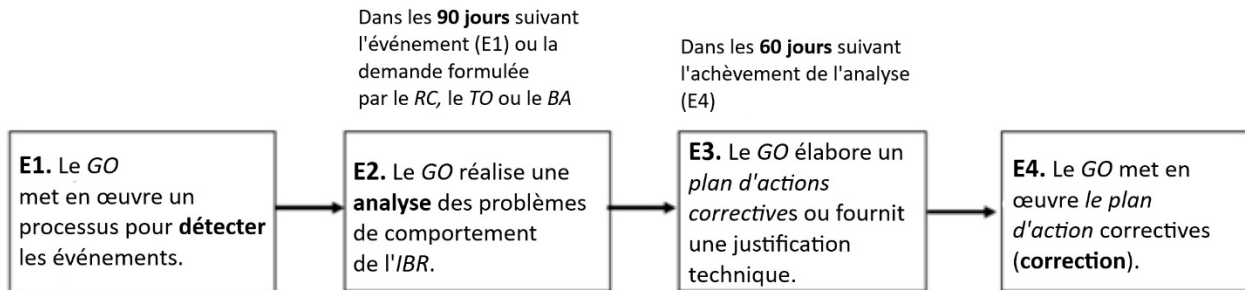 Dans les 90 jours suivant
l'événement (E1) ou la
demande formulée
par le RC, le TO ou le BA
Dans les 60 jours suivant
l'achèvement de l'analyse
(E4)
E1. Le GO
met en œuvre un
processus pour détecter
les événements.
E2. Le GO réalise une
analyse des problèmes
de comportement
de l'IBR.
E3. Le GO élabore un
plan d'actions
correctives ou fournit
une justification
technique.
E4. Le GO met en
œuvre le plan
d'action correctives
(correction).